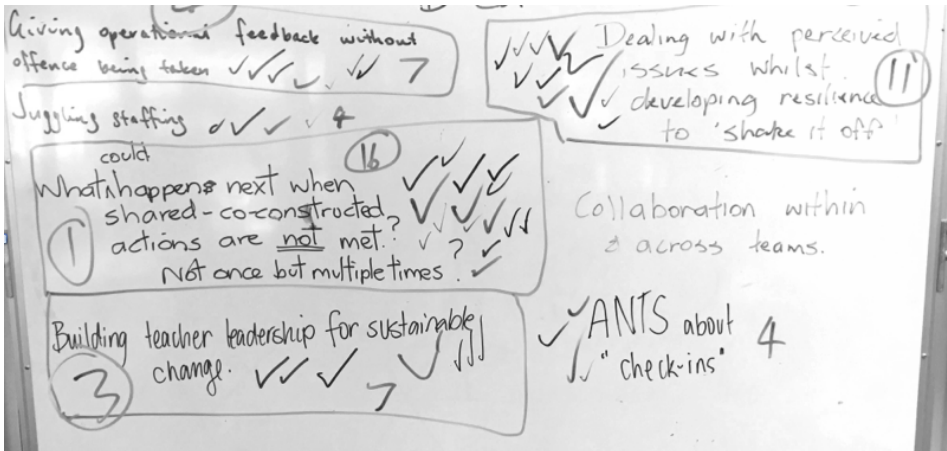 Giving operational feedback without
offence being taken ✓✓✓✓ ✓✓ 7
Juggling staffing ✓✓✓✓ 4
could
16
What happens next when
shared-co-constructed
actions are not met?
Not once but multiple times?
1
Building teacher leadership for sustainable
change. ✓✓✓ ✓✓✓✓
7
3
Dealing with perceived
issues whilst
developing resilience
to 'shake it off'
11
Collaboration within
& across teams.
ANTS about
"check-ins"
4